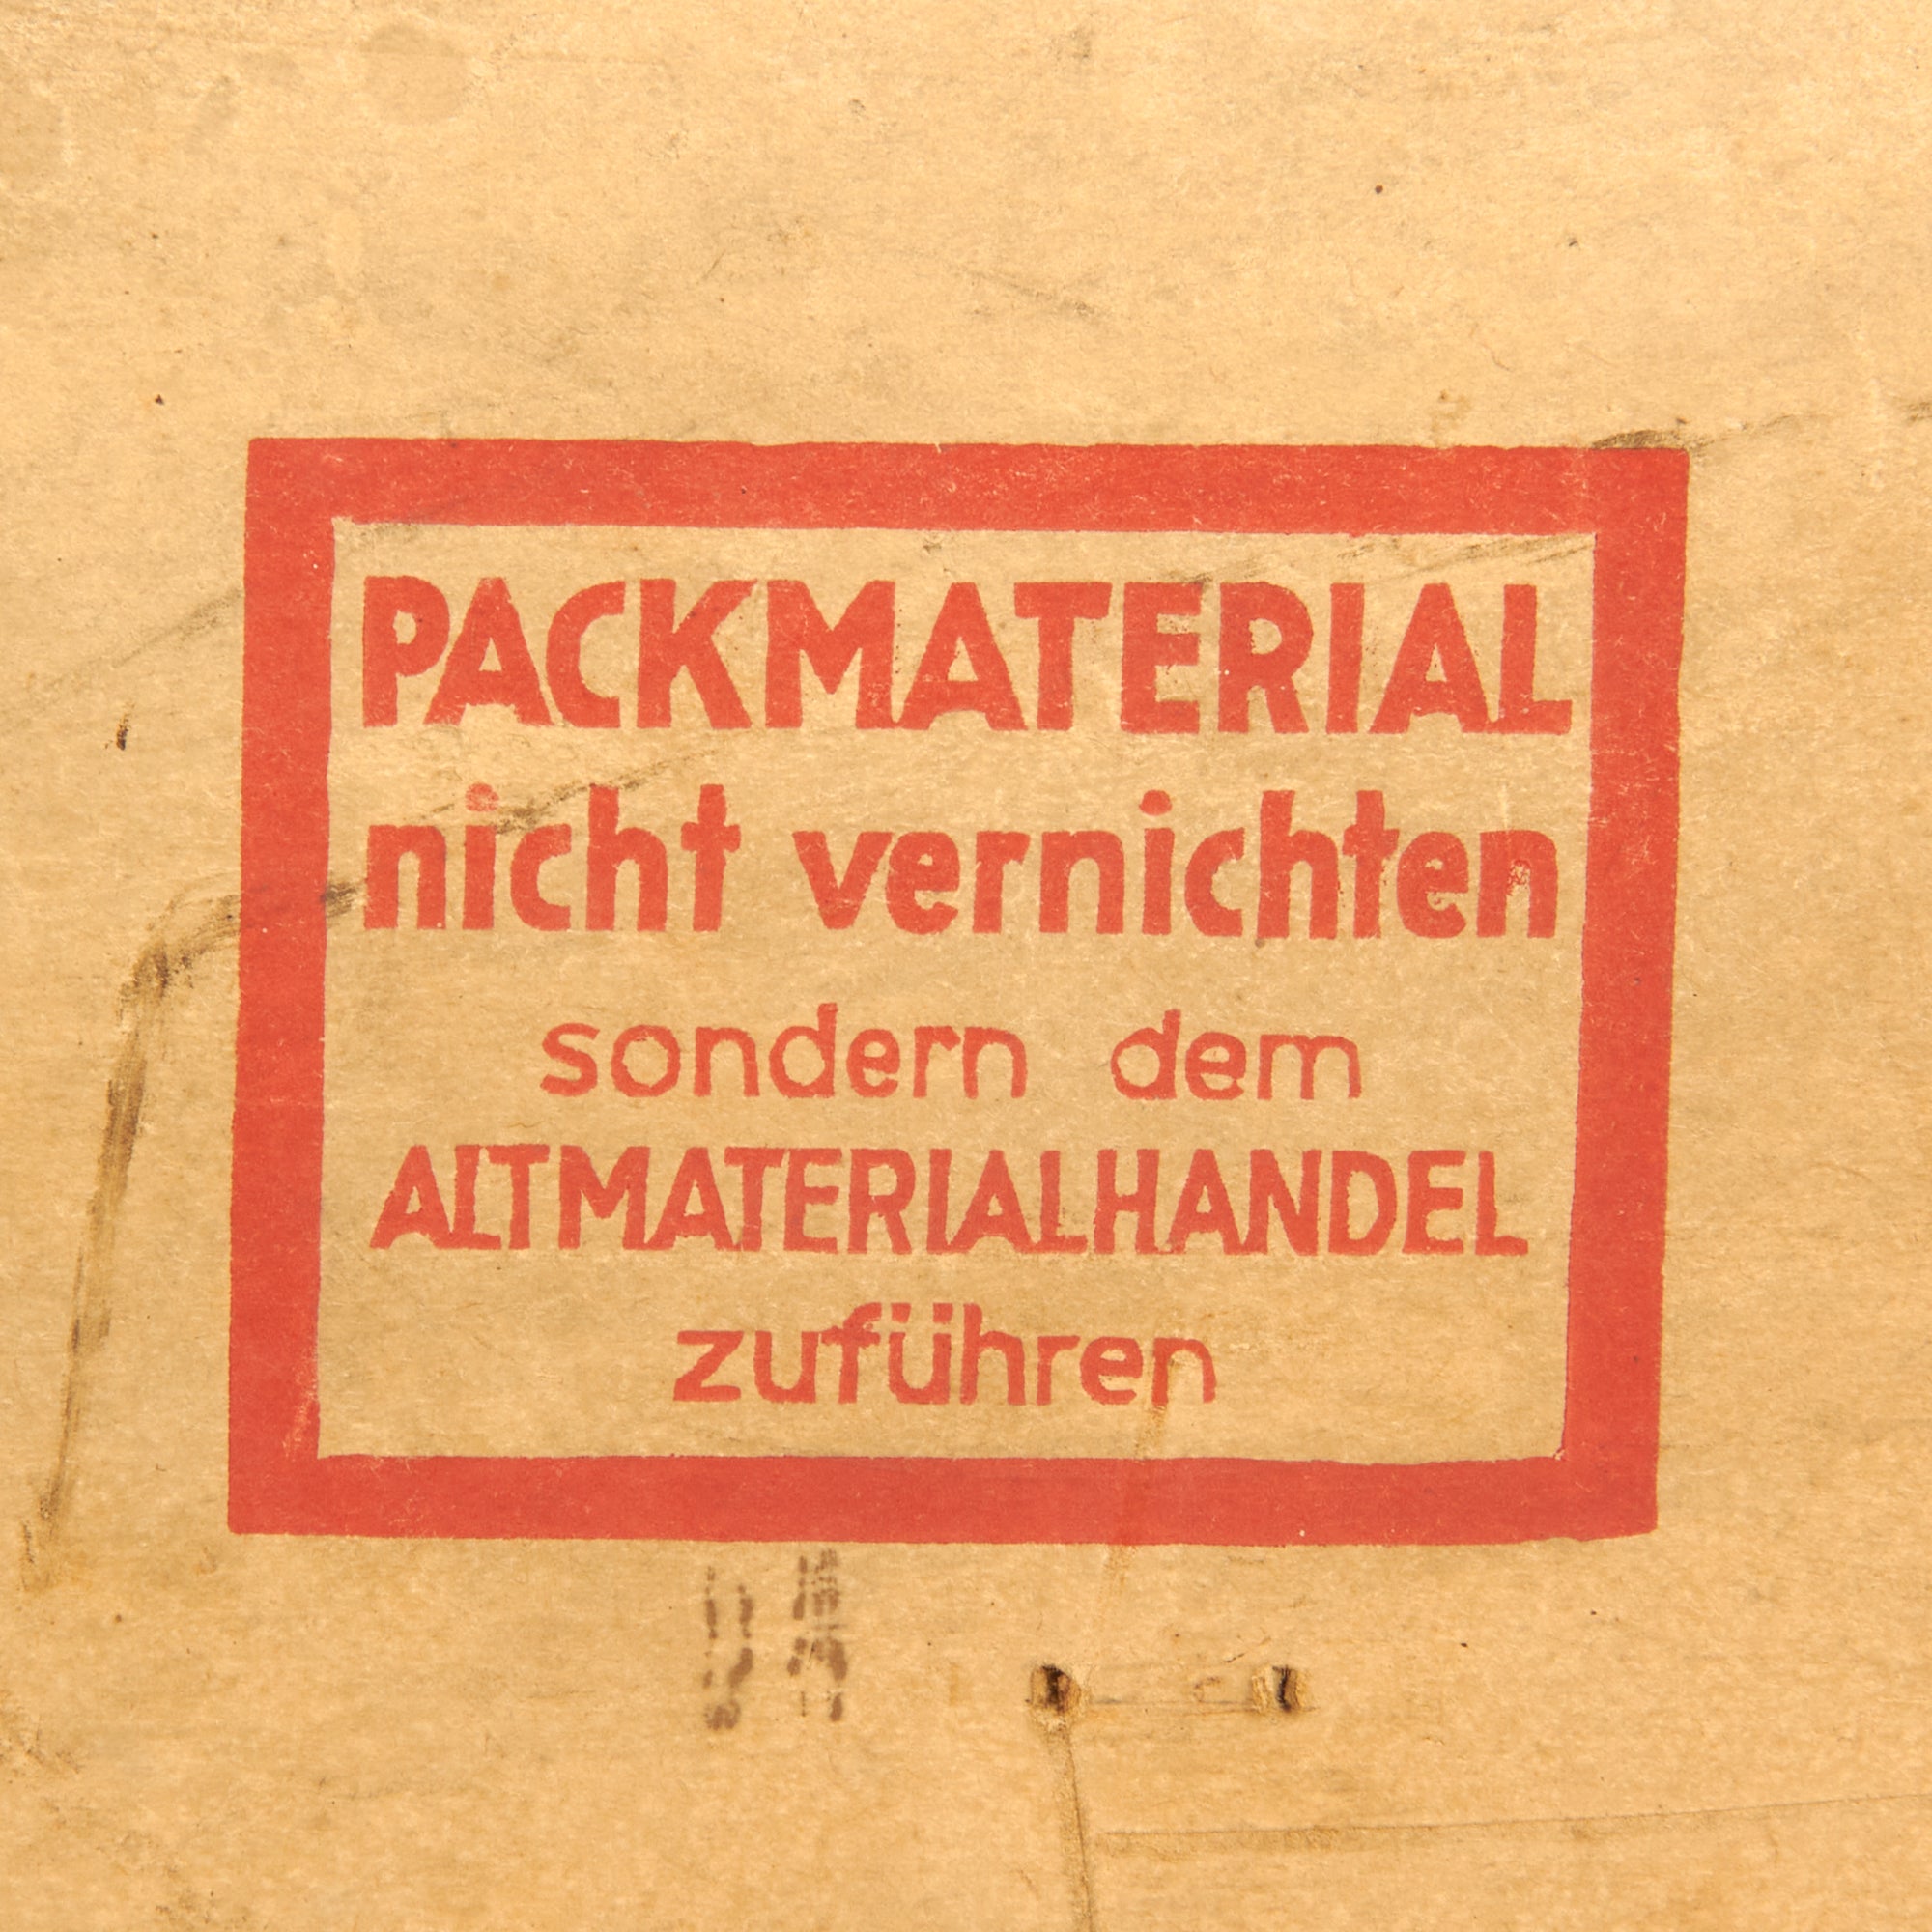 PACKMATERIAL
nicht vernichten
sondern dem
ALTMATERIALHANDEL
zuführen